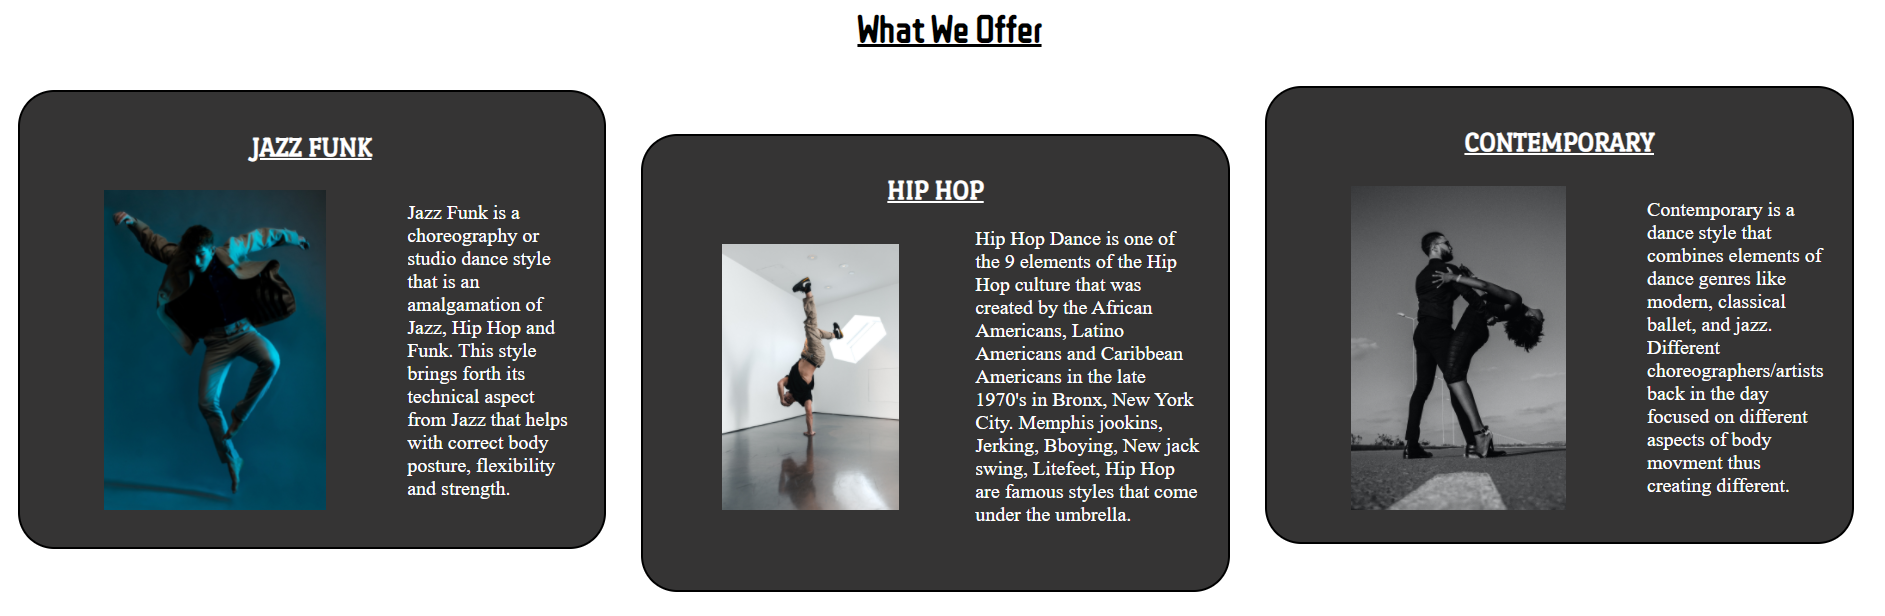 What We Offer
JAZZ FUNK
Jazz Funk is a
choreography or
studio dance style
that is an
amalgamation of
Jazz, Hip Hop and
Funk. This style
brings forth its
technical aspect
from Jazz that helps
with correct body
posture, flexibility
and strength.
HIP HOP
Hip Hop Dance is one of
the 9 elements of the Hip
Hop culture that was
created by the African
Americans, Latino
Americans and Caribbean
Americans in the late
1970's in Bronx, New York
City. Memphis jookins,
Jerking, Bboying, New jack
swing, Litefeet, Hip Hop
are famous styles that come
under the umbrella.
CONTEMPORARY
Contemporary is a
dance style that
combines elements of
dance genres like
modern, classical
ballet, and jazz.
Different
choreographers/artists
back in the day
focused on different
aspects of body
movment thus
creating different.